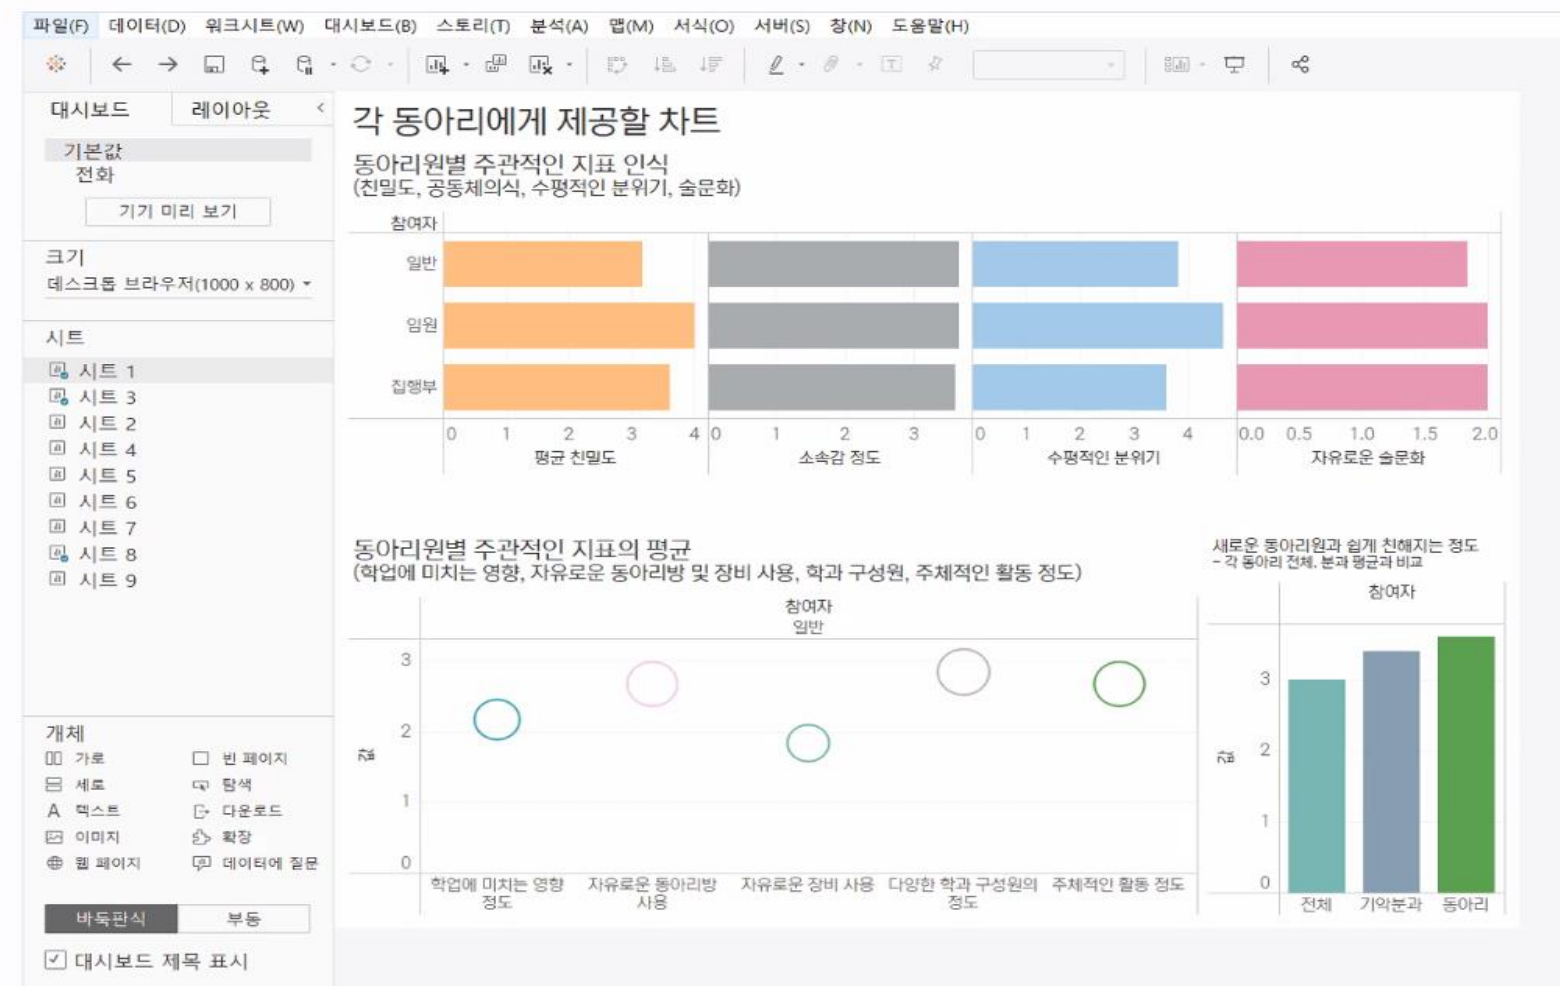 파일(F) 데이터(D) 워크시트(W) 대시보드(B) 스토리(T) 분석(A) 맵(M) 서식(O) 서버(S) 창(N) 도움말(H)
대시보드 레이아웃
기본값
전화
기기 미리 보기
크기
데스크톱 브라우저(1000 x 800)
시트
시트 1
시트 3
시트 2
시트 4
시트 5
시트 6
시트 7
시트 8
시트 9
개체
가로 빈 페이지
세로 탐색
A 텍스트 다운로드
이미지 확장
웹 페이지 데이터에 질문
바둑판식 부동
대시보드 제목 표시
각 동아리에게 제공할 차트
동아리원별 주관적인 지표 인식
(친밀도, 공동체의식, 수평적인 분위기, 술문화)
참여자
일반
임원
집행부
0 1 2 3 4 0 1 2 3 0 1 2 3 4 0.0 0.5 1.0 1.5 2.0
평균 친밀도 소속감 정도 수평적인 분위기 자유로운 술문화
동아리원별 주관적인 지표의 평균
(학업에 미치는 영향, 자유로운 동아리방 및 장비 사용, 학과 구성원, 주체적인 활동 정도)
참여자
일반
3
2
1
0
값
학업에 미치는 영향 자유로운 동아리방 자유로운 장비 사용 다양한 학과 구성원의 주체적인 활동 정도
정도 사용 정도
새로운 동아리원과 쉽게 친해지는 정도
- 각 동아리 전체, 분과 평균과 비교
참여자
3
2
1
0
값
전체 기악분과 동아리